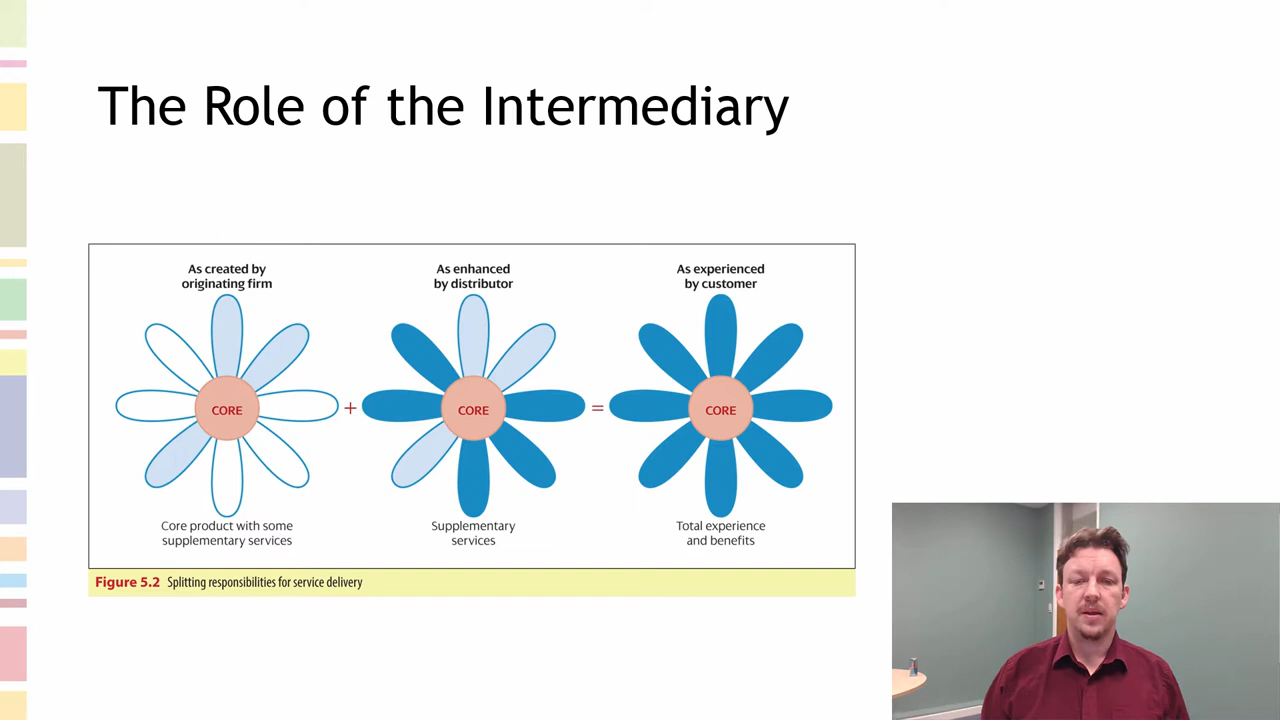 The Role of the Intermediary
As created by
originating firm
As enhanced
by distributor
As experienced
by customer
CORE
+
CORE
=
CORE
Core product with some
supplementary services
Supplementary
services
Total experience
and benefits
Figure 5.2 Splitting responsibilities for service delivery